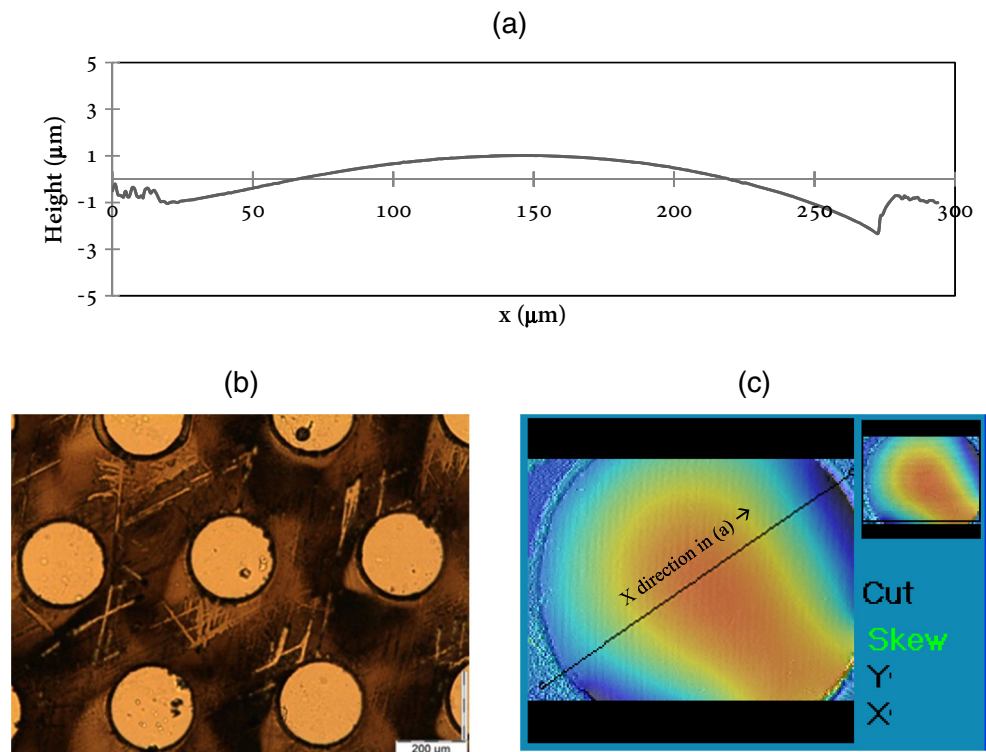 (a)
5
3
1
-1
-3
-5
Height (μm)
0 50 100 150 200 250 300
x (μm)
(b) (c)
200 μm
X direction in (a) →
Cut
Skew
Y:
X: